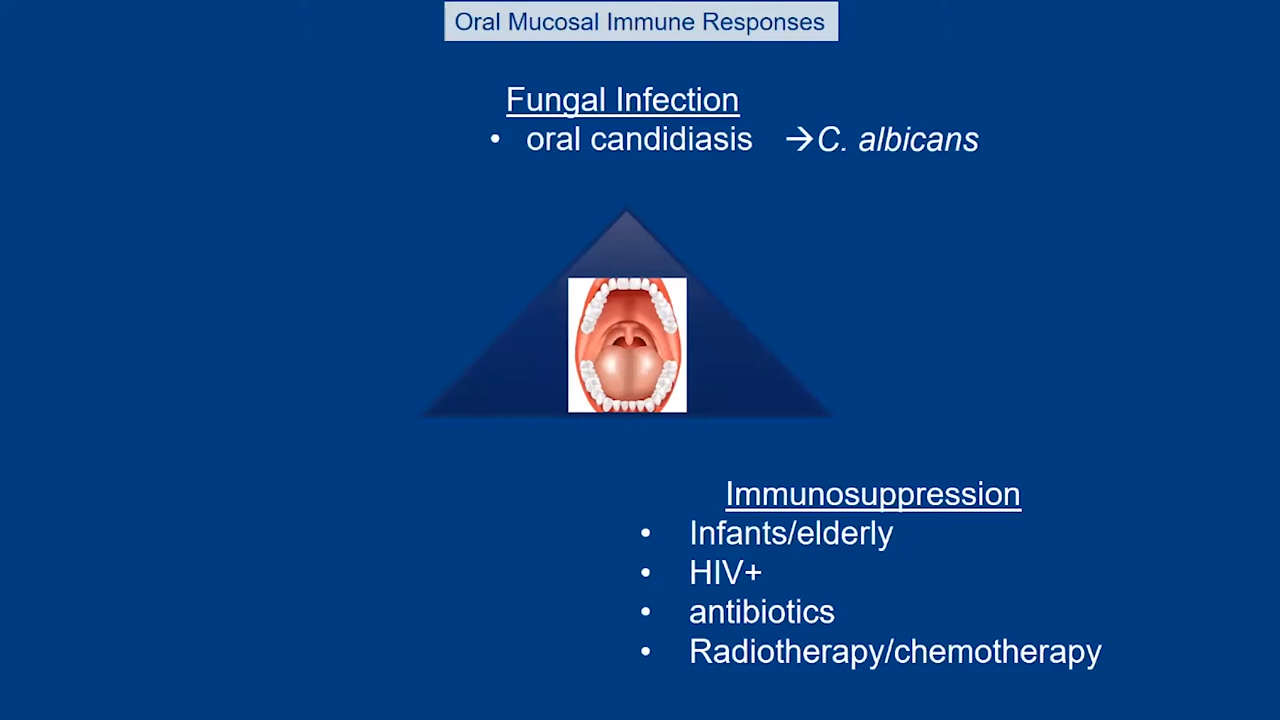 Oral Mucosal Immune Responses
Fungal Infection
• oral candidiasis →C. albicans
Immunosuppression
• Infants/elderly
• HIV+
• antibiotics
• Radiotherapy/chemotherapy